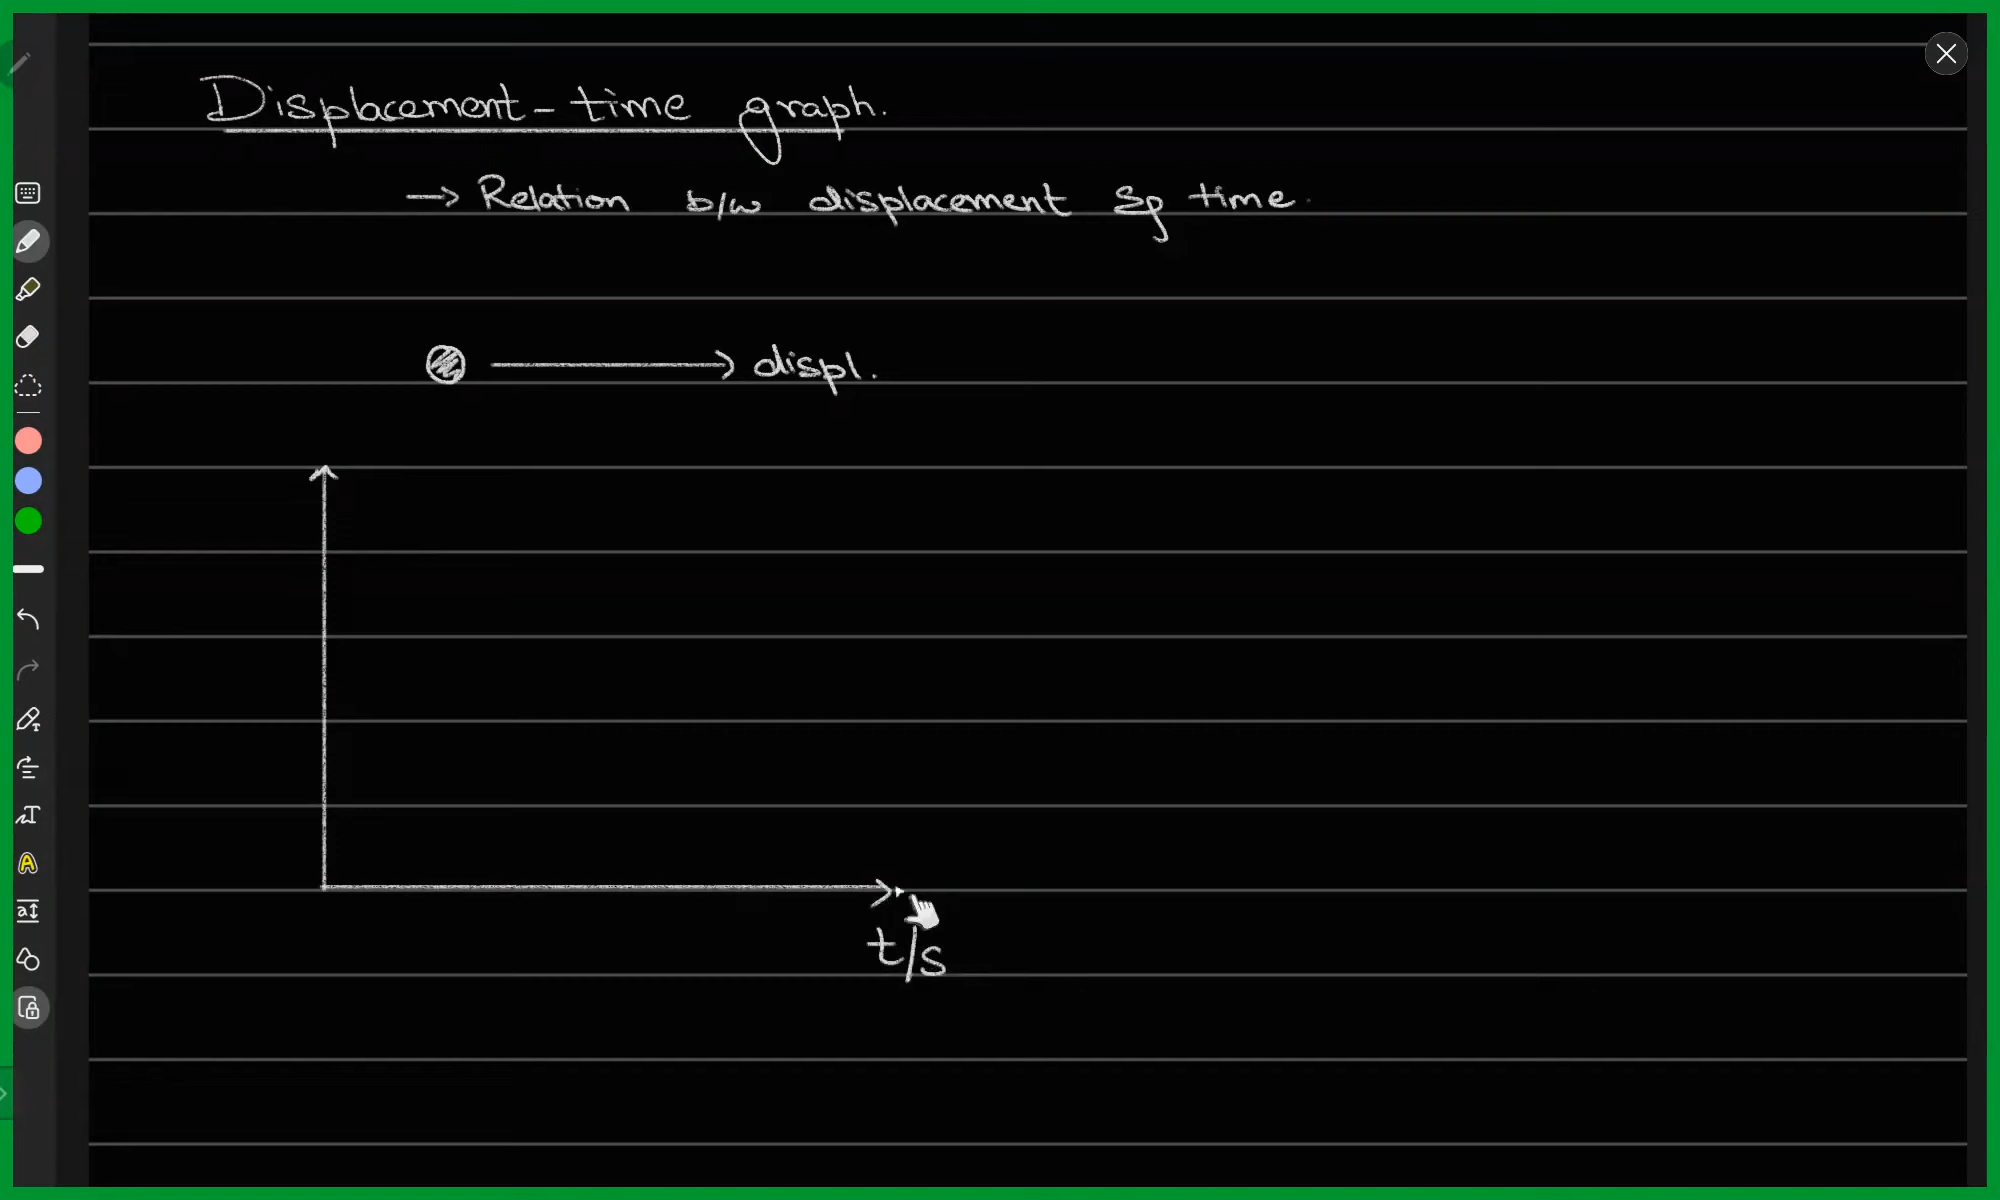 Displacement - time graph.
→ Relation b/w displacement & time.
→ displ.
t/s